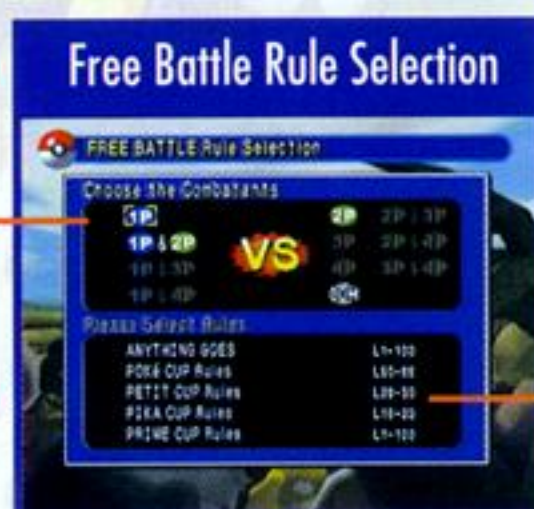 Free Battle Rule Selection
FREE BATTLE Rule Selection
Choose the Combatants
1P 2P 2P & 3P
1P & 2P VS 3P 2P & 4P
1P & 3P 4P 3P & 4P
1P & 4P COM
Please Select Rules
ANYTHING GOES L1-100
POKé CUP Rules L50-55
PETIT CUP Rules L25-30
PIKA CUP Rules L15-20
PRIME CUP Rules L1-100